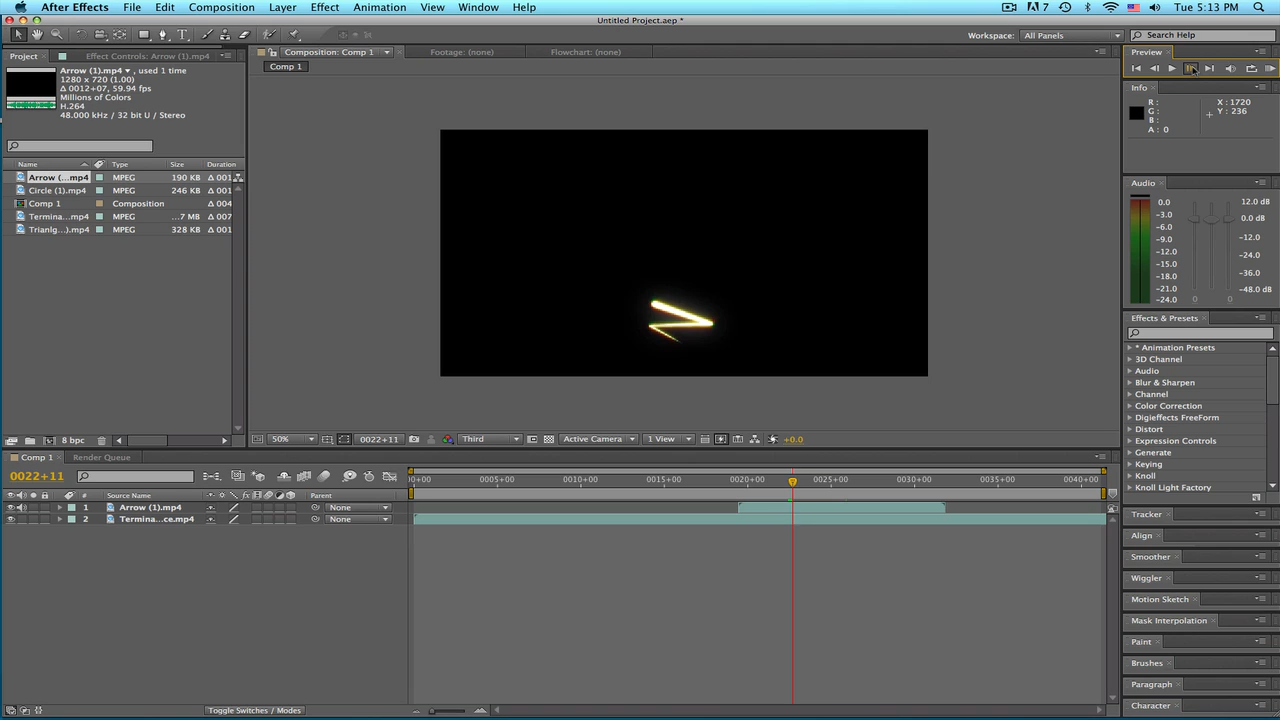 After Effects File Edit Composition Layer Effect Animation View Window Help 7 Tue 5:13 PM
Untitled Project.aep *
Workspace: All Panels Search Help
Project Effect Controls: Arrow (1).mp4
Arrow (1).mp4 , used 1 time
1280 x 720 (1.00)
Δ 0012+07, 59.94 fps
Millions of Colors
H.264
48.000 kHz / 32 bit U / Stereo
Name Type Size Duration
Arrow (...mp4 MPEG 190 KB Δ 001
Circle (1).mp4 MPEG 246 KB Δ 001
Comp 1 Composition Δ 004
Termina...mp4 MPEG ...7 MB Δ 007
Trianlg...).mp4 MPEG 328 KB Δ 001
8 bpc
Composition: Comp 1 Footage: (none) Flowchart: (none)
Comp 1
50% 0022+11 Third Active Camera 1 View +0.0
Preview
Info
R :
G :
B :
A : 0
X : 1720
Y : 236
Audio
0.0
-3.0
-6.0
-9.0
-12.0
-15.0
-18.0
-21.0
-24.0
12.0 dB
0.0 dB
-12.0
-24.0
-36.0
-48.0 dB
0 0
Effects & Presets
* Animation Presets
3D Channel
Audio
Blur & Sharpen
Channel
Color Correction
Digieffects FreeForm
Distort
Expression Controls
Generate
Keying
Knoll
Knoll Light Factory
Tracker
Align
Smoother
Wiggler
Motion Sketch
Mask Interpolation
Paint
Brushes
Paragraph
Character
Comp 1 Render Queue
0022+11
# Source Name Parent
1 Arrow (1).mp4 None
2 Termina...ce.mp4 None
+00 0005+00 0010+00 0015+00 0020+00 0025+00 0030+00 0035+00 0040+00
Toggle Switches / Modes